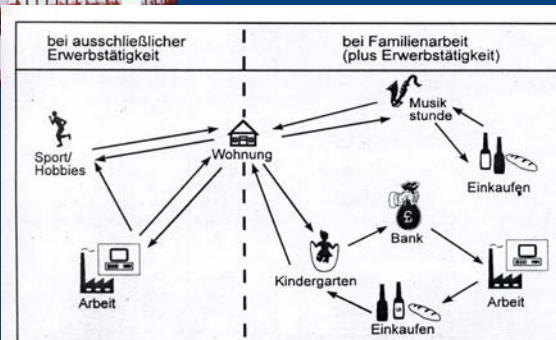 bei ausschließlicher
Erwerbstätigkeit
bei Familienarbeit
(plus Erwerbstätigkeit)
Sport/
Hobbies
Wohnung
Musik
stunde
Einkaufen
Arbeit
Kindergarten
£
Bank
Einkaufen
Arbeit